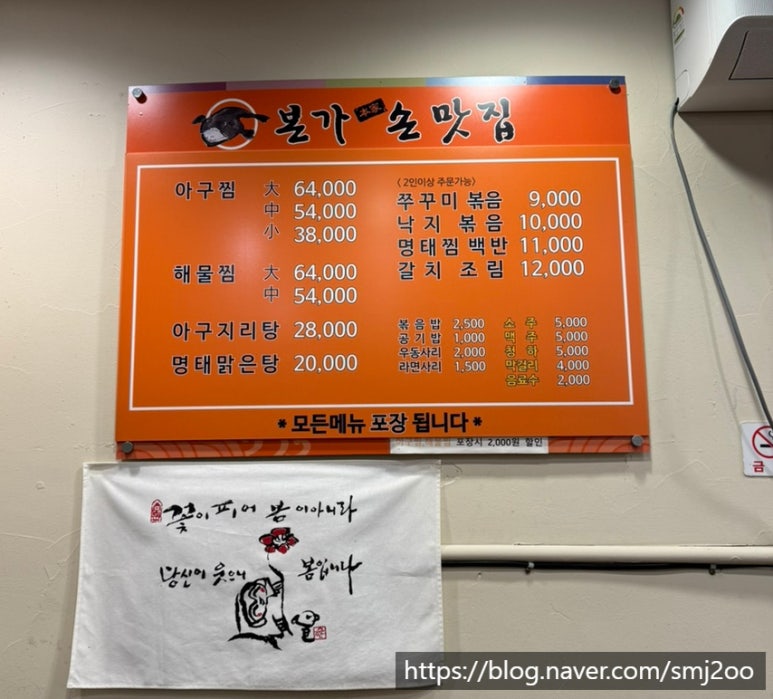 본가 本家 손맛집
아구찜 大 64,000
中 54,000
小 38,000
해물찜 大 64,000
中 54,000
아구지리탕 28,000
명태맑은탕 20,000
(2인이상 주문가능)
쭈꾸미 볶음 9,000
낙지 볶음 10,000
명태찜 백반 11,000
갈치 조림 12,000
볶음밥 2,500
공기밥 1,000
우동사리 2,000
라면사리 1,500
소주 5,000
맥주 5,000
청하 5,000
막걸리 4,000
음료수 2,000
*모든메뉴 포장 됩니다*
포장시 2,000원 할인
꽃이 피어 봄이아니라
당신이 웃으니 봄입니다
금
https://blog.naver.com/smj2oo